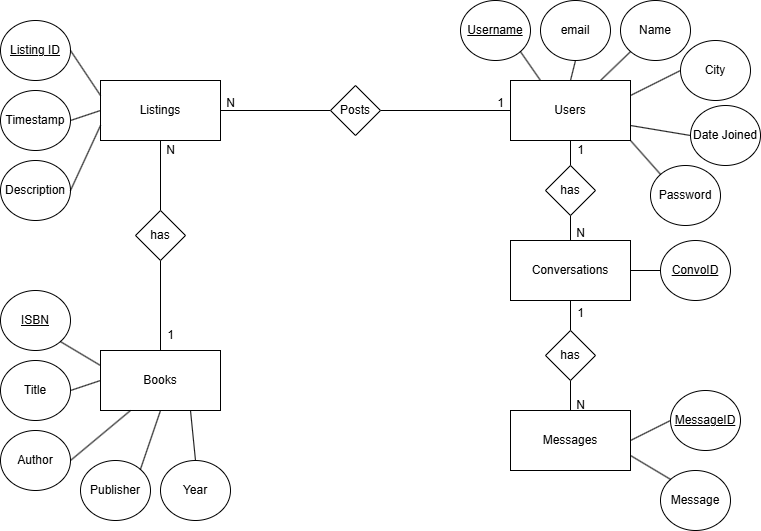 Username
email
Name
Listing ID
City
Timestamp
Listings
N
Posts
1
Users
Date Joined
N
1
Description
has
Password
has
N
Conversations
ConvoID
1
ISBN
1
has
Title
Books
N
MessageID
Messages
Author
Publisher
Year
Message